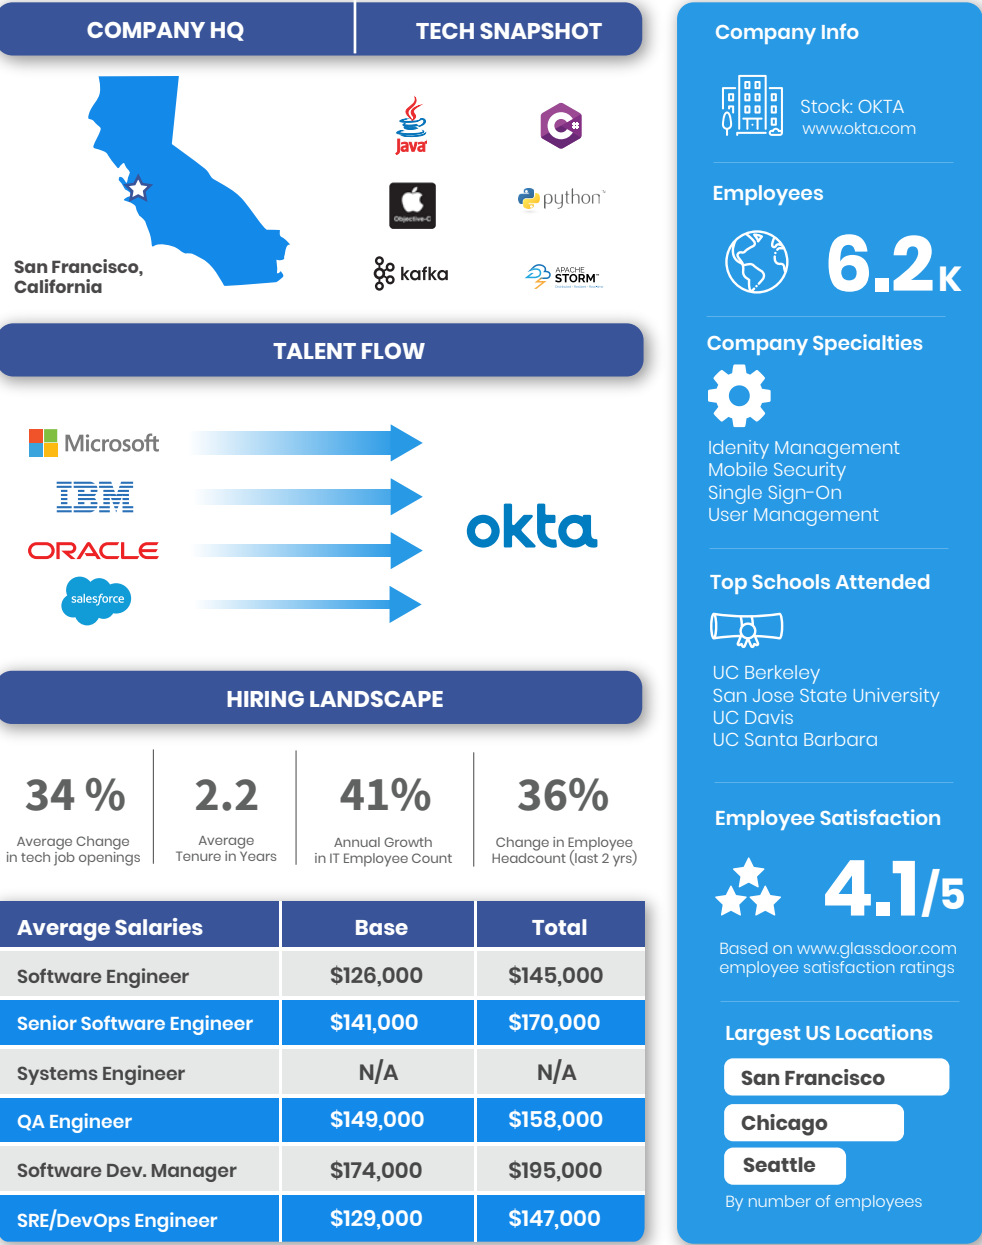 COMPANY HQ
TECH SNAPSHOT
San Francisco,
California
Java
C#
Objective-C
python
kafka
APACHE
STORM
TALENT FLOW
Microsoft
IBM
ORACLE
salesforce
okta
HIRING LANDSCAPE
34 %
Average Change
in tech job openings
2.2
Average
Tenure in Years
41%
Annual Growth
in IT Employee Count
36%
Change in Employee
Headcount (last 2 yrs)
Average Salaries Base Total
Software Engineer $126,000 $145,000
Senior Software Engineer $141,000 $170,000
Systems Engineer N/A N/A
QA Engineer $149,000 $158,000
Software Dev. Manager $174,000 $195,000
SRE/DevOps Engineer $129,000 $147,000
Company Info
Stock: OKTA
www.okta.com
Employees
6.2K
Company Specialties
Idenity Management
Mobile Security
Single Sign-On
User Management
Top Schools Attended
UC Berkeley
San Jose State University
UC Davis
UC Santa Barbara
Employee Satisfaction
4.1/5
Based on www.glassdoor.com
employee satisfaction ratings
Largest US Locations
San Francisco
Chicago
Seattle
By number of employees